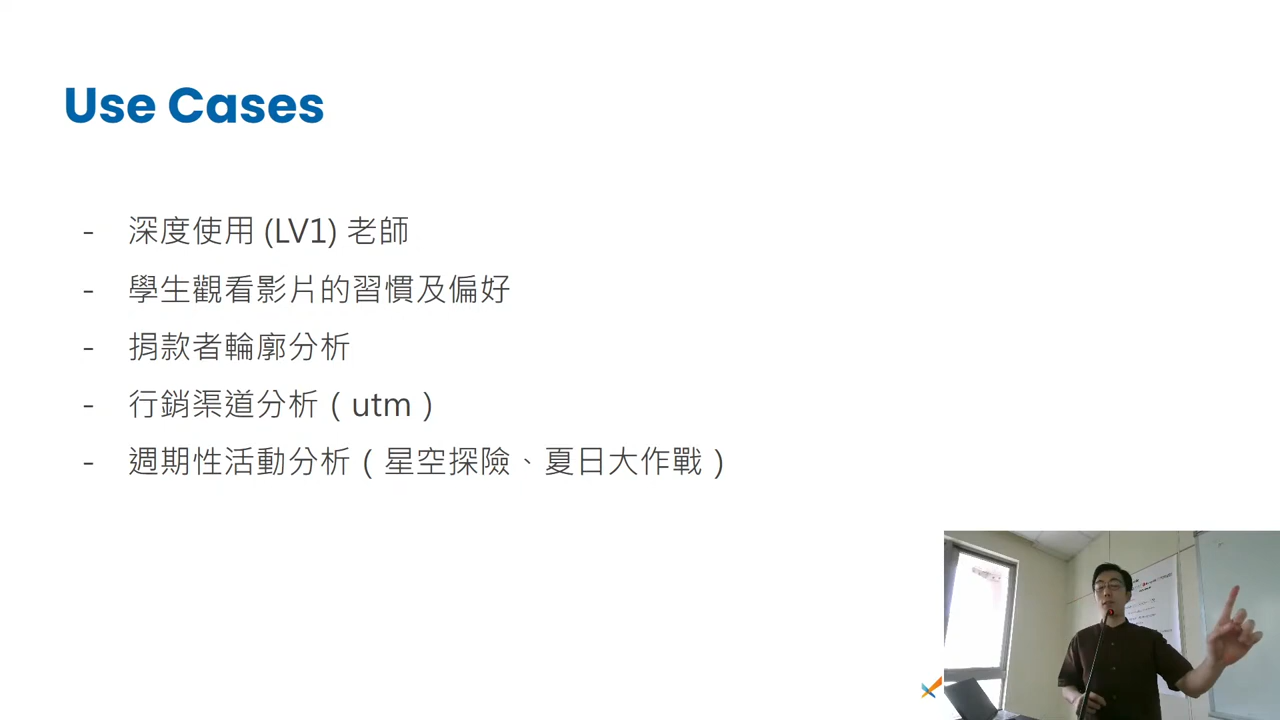 Use Cases
- 深度使用 (LV1) 老師
- 學生觀看影片的習慣及偏好
- 捐款者輪廓分析
- 行銷渠道分析（utm）
- 週期性活動分析（星空探險、夏日大作戰）